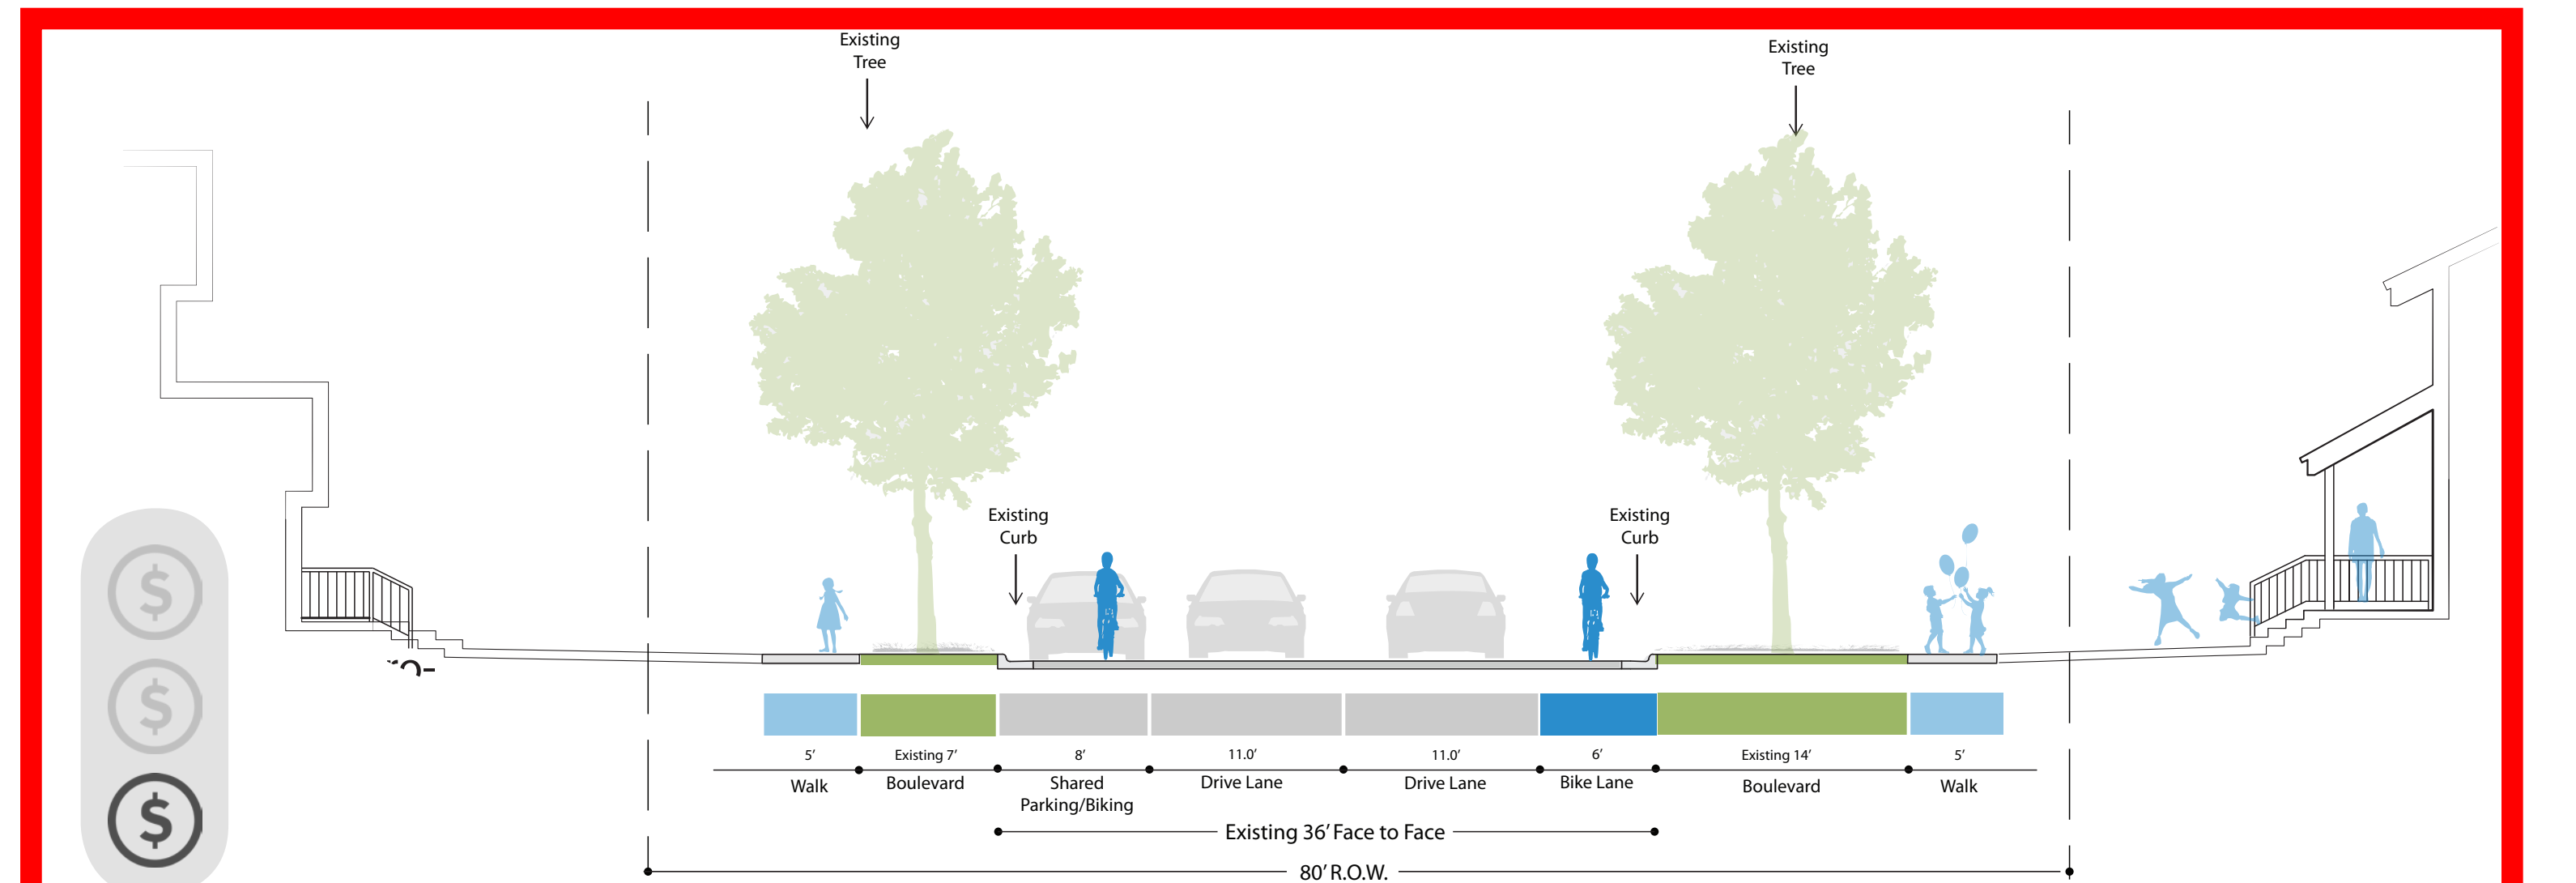 Existing
Tree
Existing
Tree
Existing
Curb
Existing
Curb
$
$
$
5’
Existing 7’
8’
11.0’
11.0’
6’
Existing 14’
5’
Walk
Boulevard
Shared
Parking/Biking
Drive Lane
Drive Lane
Bike Lane
Boulevard
Walk
Existing 36’ Face to Face
80’ R.O.W.